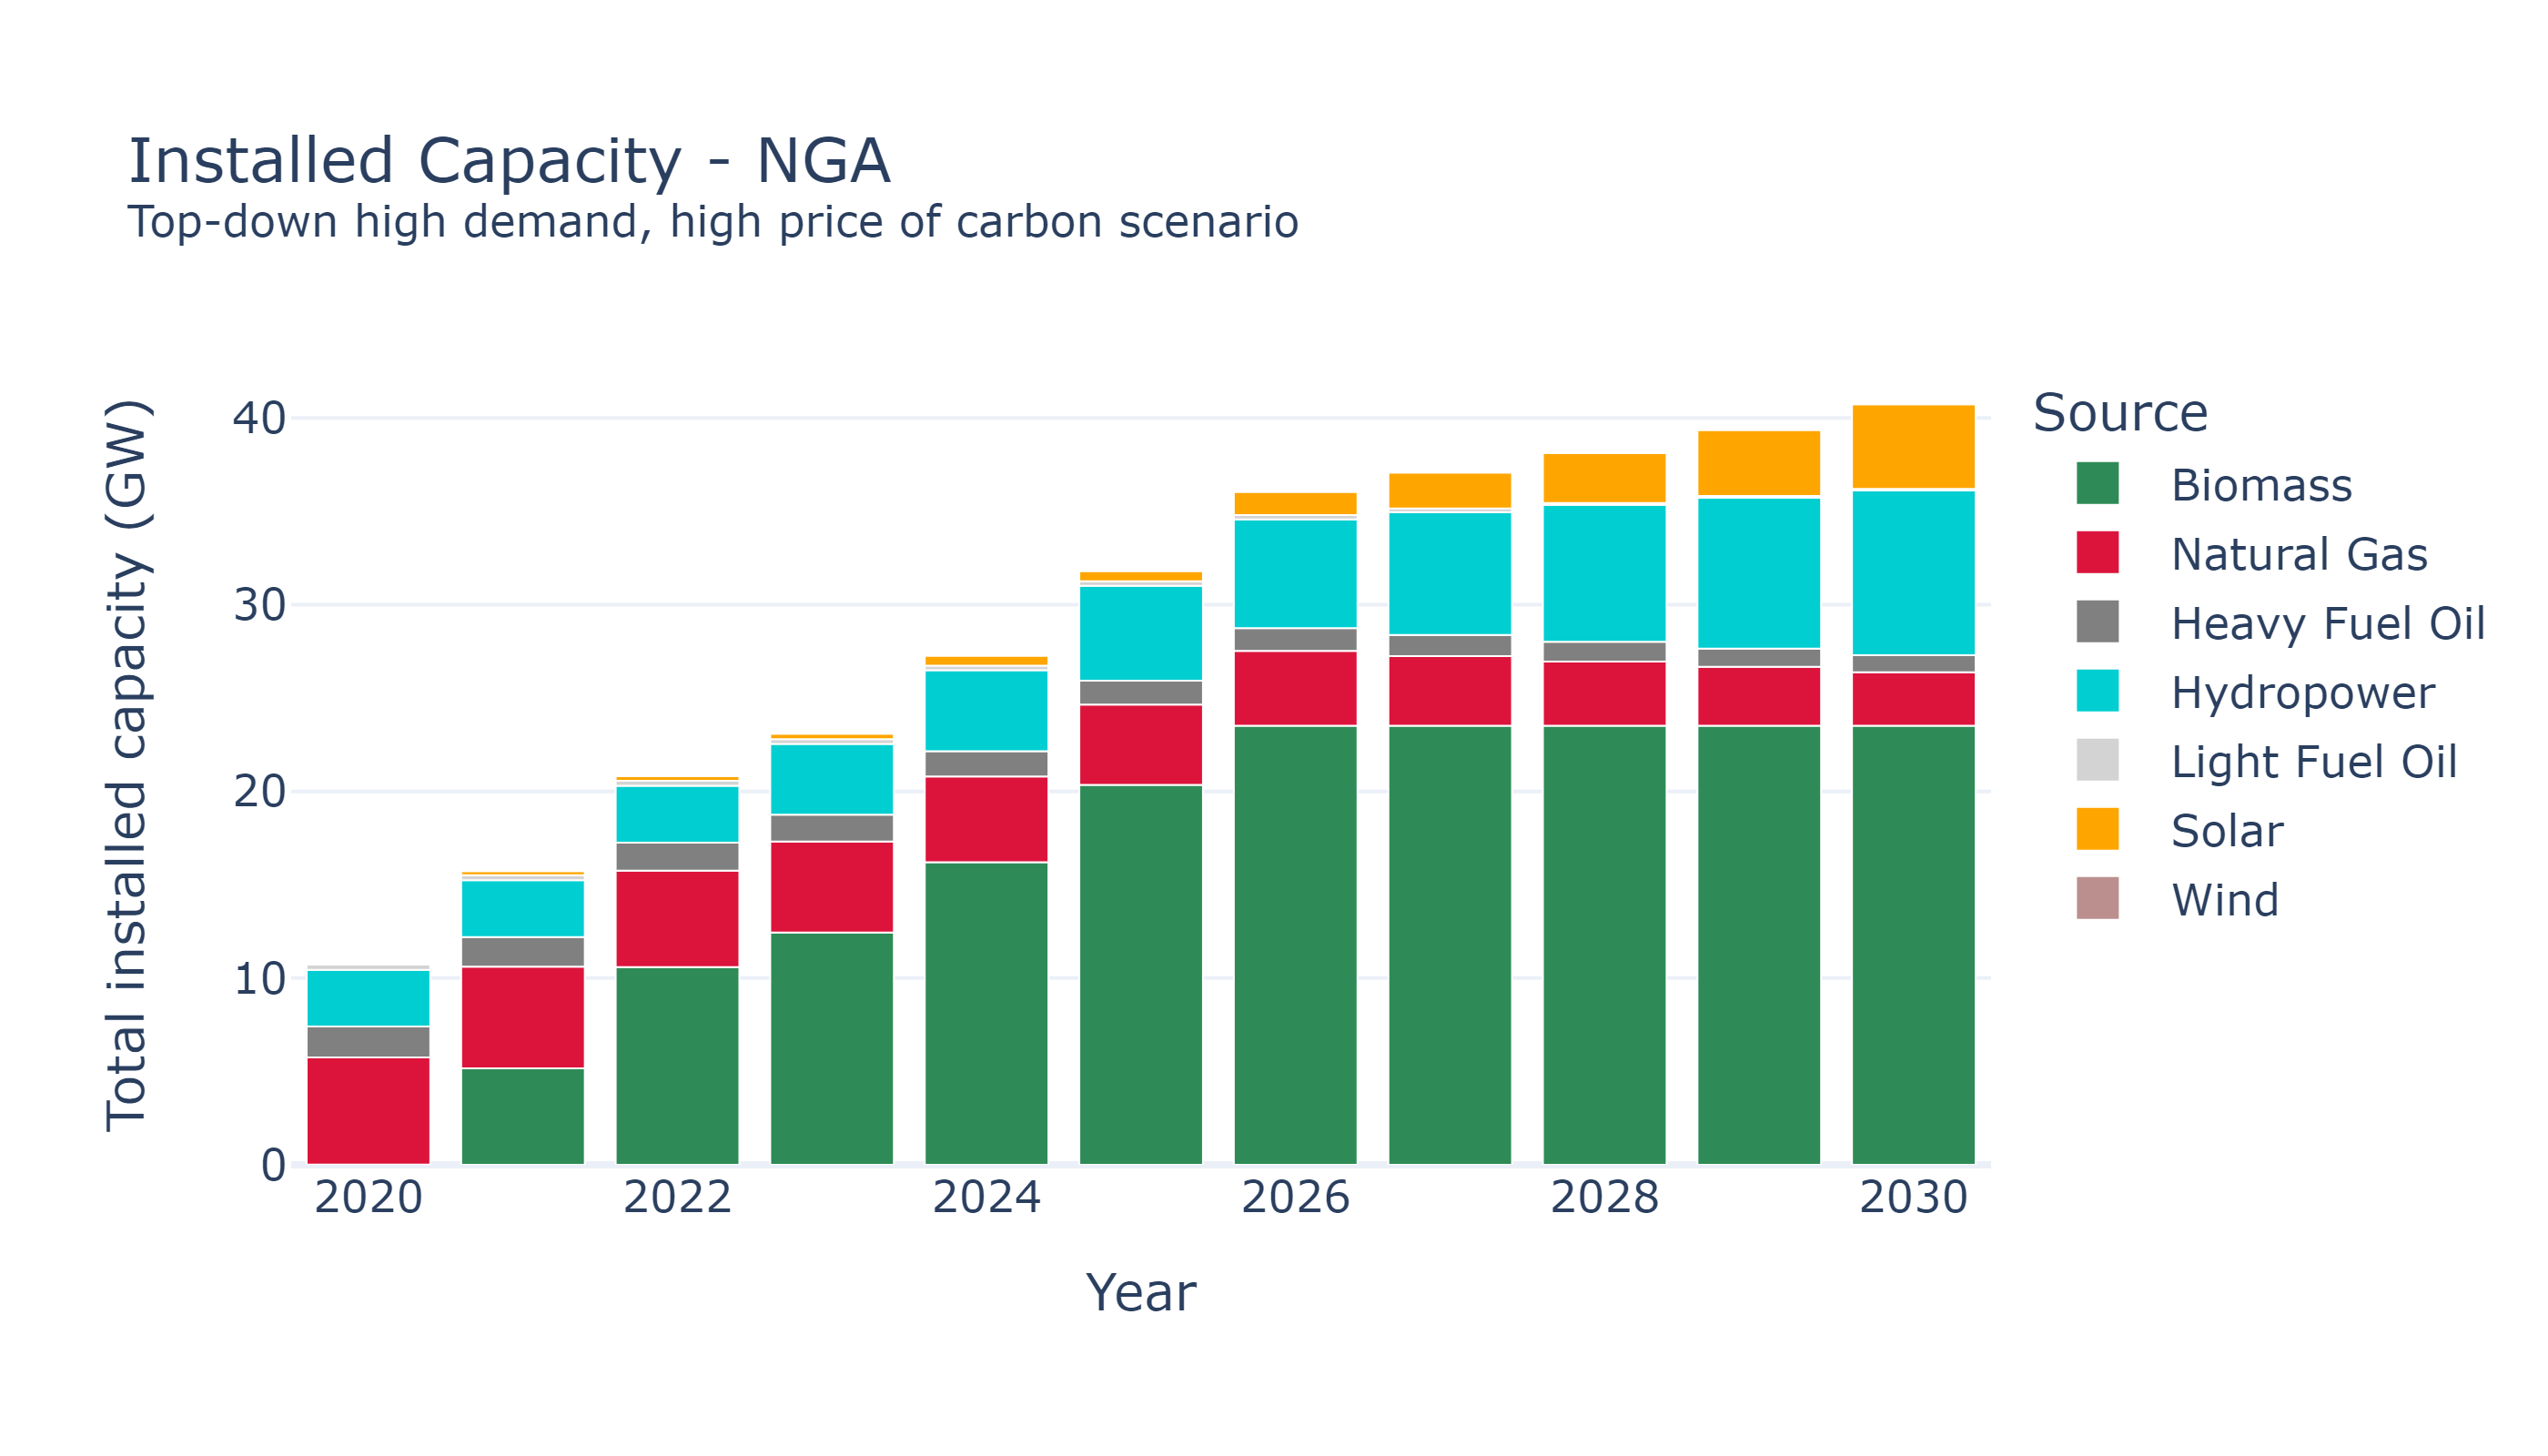 Installed Capacity - NGA
Top-down high demand, high price of carbon scenario
Total installed capacity (GW)
40
30
20
10
0
2020
2022
2024
2026
2028
2030
Year
Source
Biomass
Natural Gas
Heavy Fuel Oil
Hydropower
Light Fuel Oil
Solar
Wind